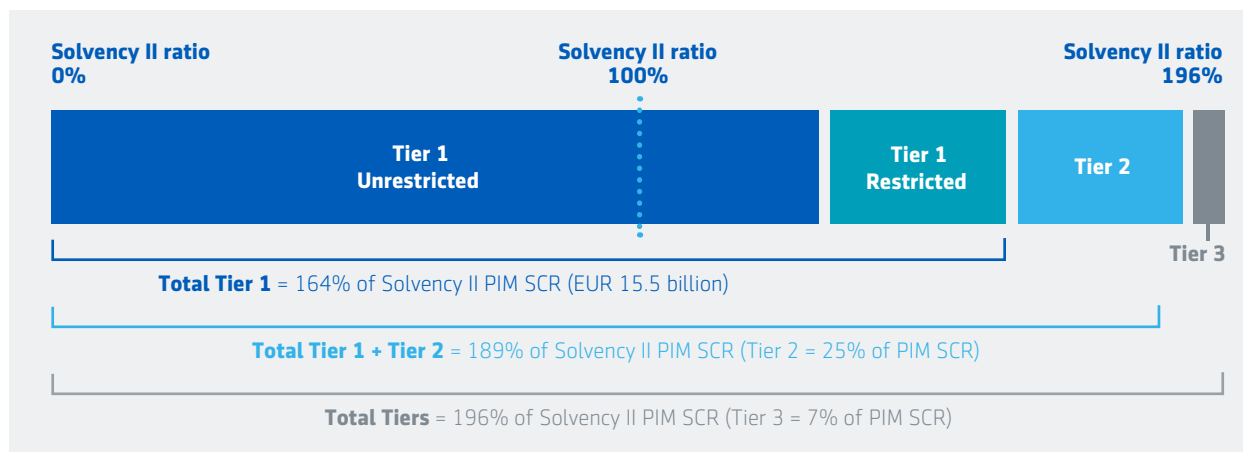 Solvency II ratio
0%
Solvency II ratio
100%
Solvency II ratio
196%
Tier 1
Unrestricted
Tier 1
Restricted
Tier 2
Tier 3
Total Tier 1 = 164% of Solvency II PIM SCR (EUR 15.5 billion)
Total Tier 1 + Tier 2 = 189% of Solvency II PIM SCR (Tier 2 = 25% of PIM SCR)
Total Tiers = 196% of Solvency II PIM SCR (Tier 3 = 7% of PIM SCR)